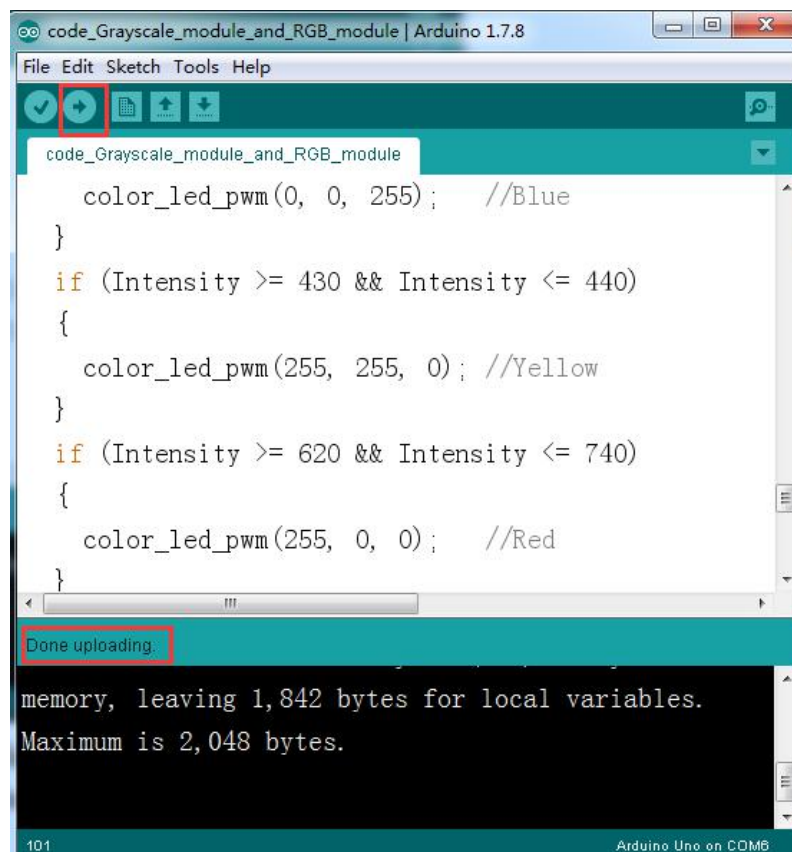 code_Grayscale_module_and_RGB_module | Arduino 1.7.8
File Edit Sketch Tools Help
code_Grayscale_module_and_RGB_module
color_led_pwm(0, 0, 255);   //Blue
}
if (Intensity >= 430 && Intensity <= 440)
{
color_led_pwm(255, 255, 0); //Yellow
}
if (Intensity >= 620 && Intensity <= 740)
{
color_led_pwm(255, 0, 0);   //Red
}
Done uploading.
memory, leaving 1,842 bytes for local variables.
Maximum is 2,048 bytes.
101 Arduino Uno on COM6